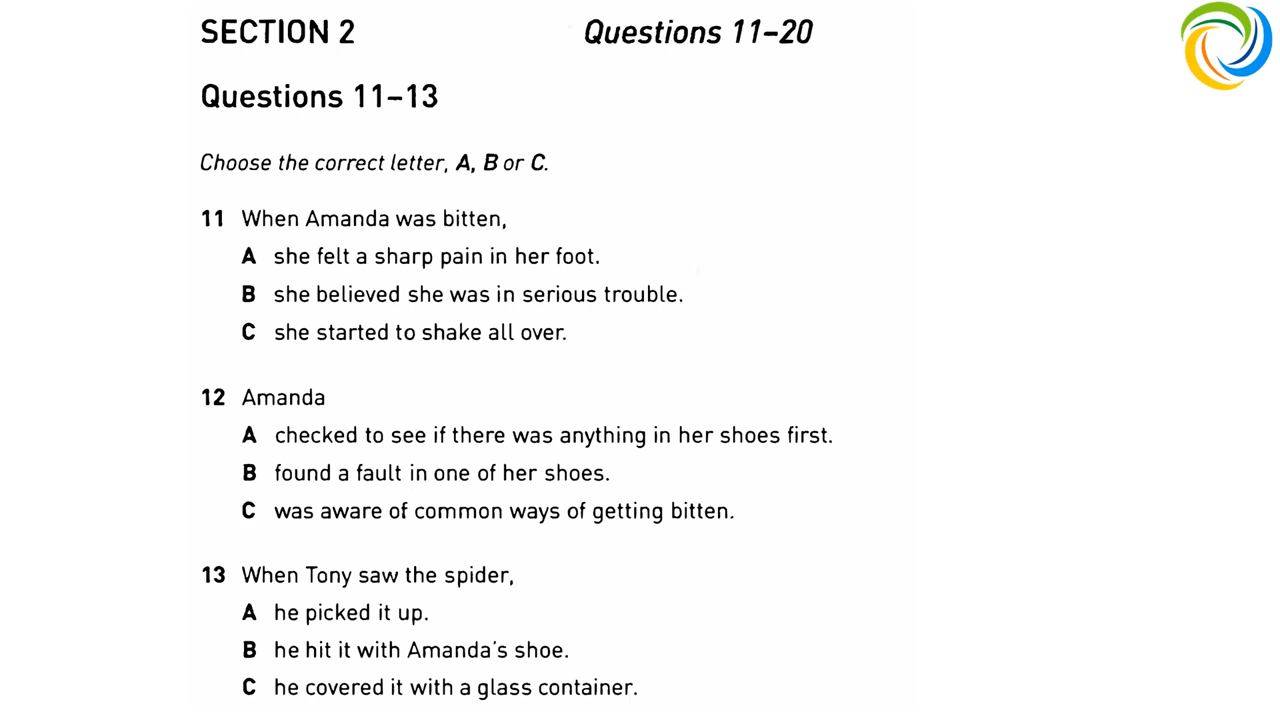 SECTION 2 Questions 11–20
Questions 11–13
Choose the correct letter, A, B or C.
11 When Amanda was bitten,
A she felt a sharp pain in her foot.
B she believed she was in serious trouble.
C she started to shake all over.
12 Amanda
A checked to see if there was anything in her shoes first.
B found a fault in one of her shoes.
C was aware of common ways of getting bitten.
13 When Tony saw the spider,
A he picked it up.
B he hit it with Amanda's shoe.
C he covered it with a glass container.